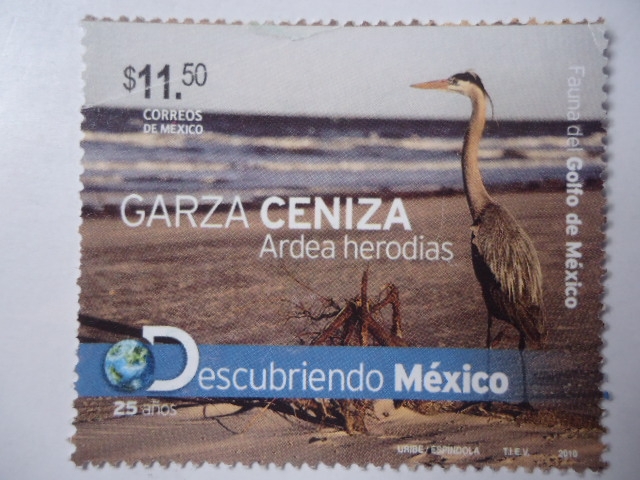 $11.50
CORREOS
DE MEXICO
Fauna del Golfo de México
GARZA CENIZA
Ardea herodias
Descubriendo México
25 años
URIBE / ESPINDOLA T.I.E.V. 2010